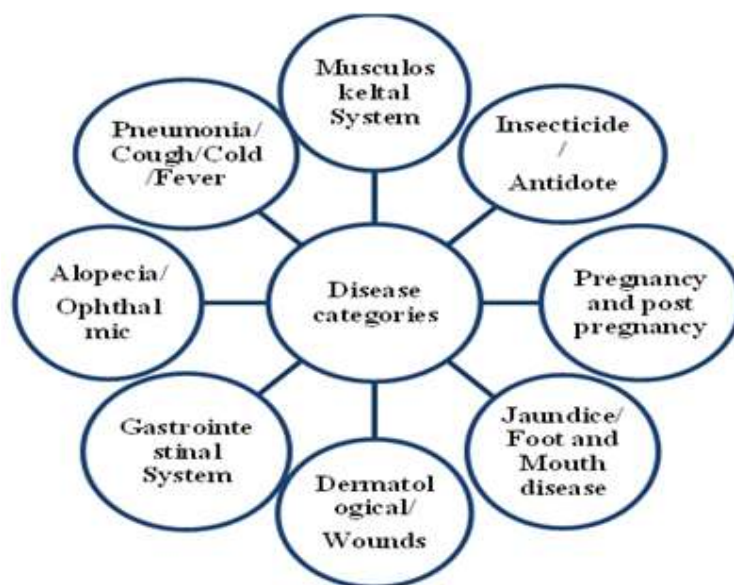 Musculos
keltal
System
Insecticide
/
Antidote
Pregnancy
and post
pregnancy
Jaundice/
Foot and
Mouth
disease
Dermatol
ogical/
Wounds
Gastrointe
stinal
System
Alopecia/
Ophthal
mic
Pneumonia/
Cough/Cold
/Fever
Disease
categories